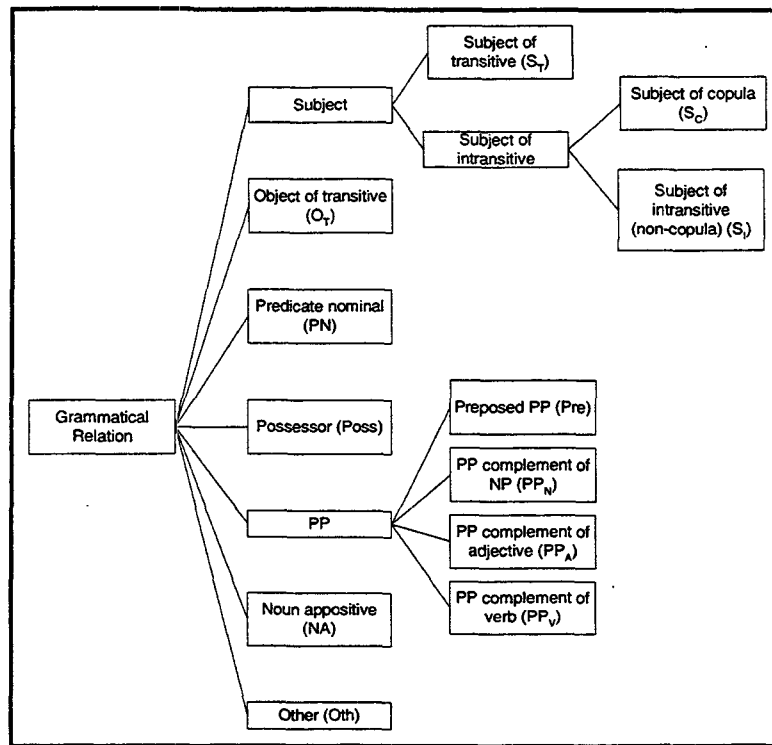 Grammatical
Relation
Subject
Subject of
transitive (S_T)
Subject of
intransitive
Subject of copula
(S_C)
Subject of
intransitive
(non-copula) (S_I)
Object of transitive
(O_T)
Predicate nominal
(PN)
Possessor (Poss)
PP
Preposed PP (Pre)
PP complement of
NP (PP_N)
PP complement of
adjective (PP_A)
PP complement of
verb (PP_V)
Noun appositive
(NA)
Other (Oth)